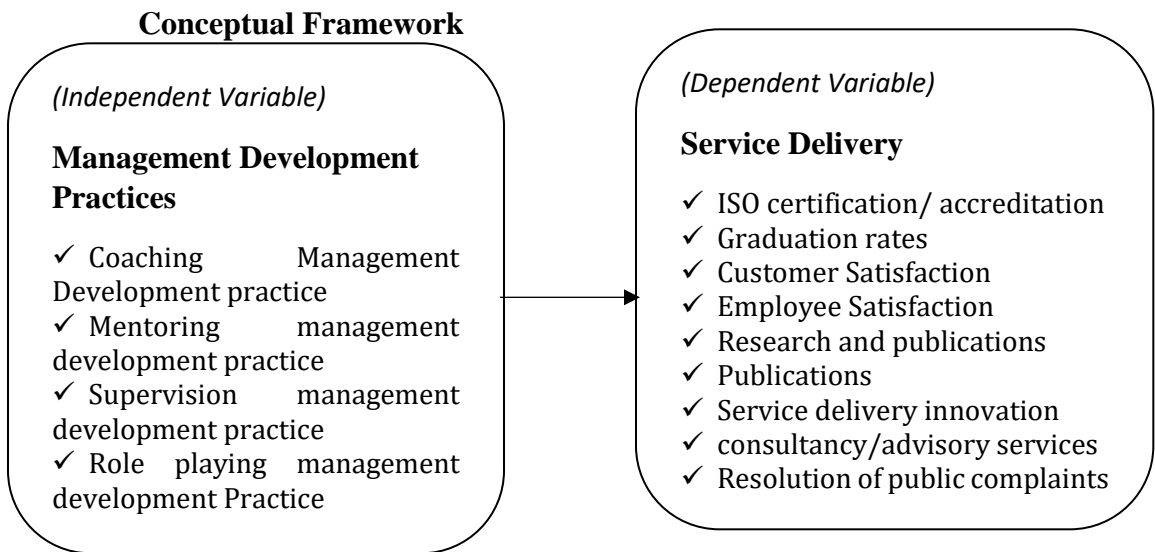 Conceptual Framework
(Independent Variable)
Management Development
Practices
✓ Coaching Management
Development practice
✓ Mentoring management
development practice
✓ Supervision management
development practice
✓ Role playing management
development Practice
(Dependent Variable)
Service Delivery
✓ ISO certification/ accreditation
✓ Graduation rates
✓ Customer Satisfaction
✓ Employee Satisfaction
✓ Research and publications
✓ Publications
✓ Service delivery innovation
✓ consultancy/advisory services
✓ Resolution of public complaints